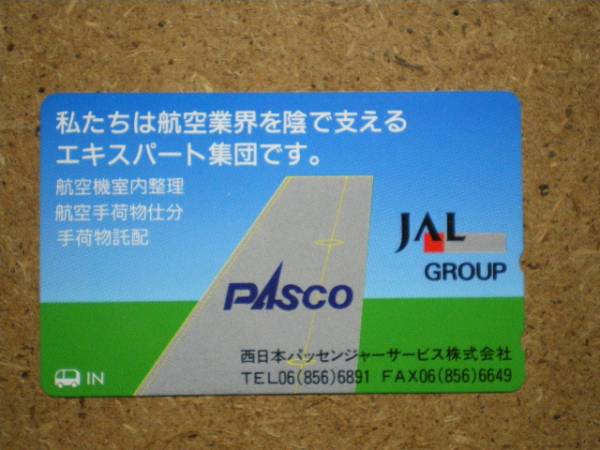 私たちは航空業界を陰で支える
エキスパート集団です。
航空機室内整理
航空手荷物仕分
手荷物託配
JAL
GROUP
PASCO
西日本パッセンジャーサービス株式会社
TEL06(856)6891 FAX06(856)6649
IN